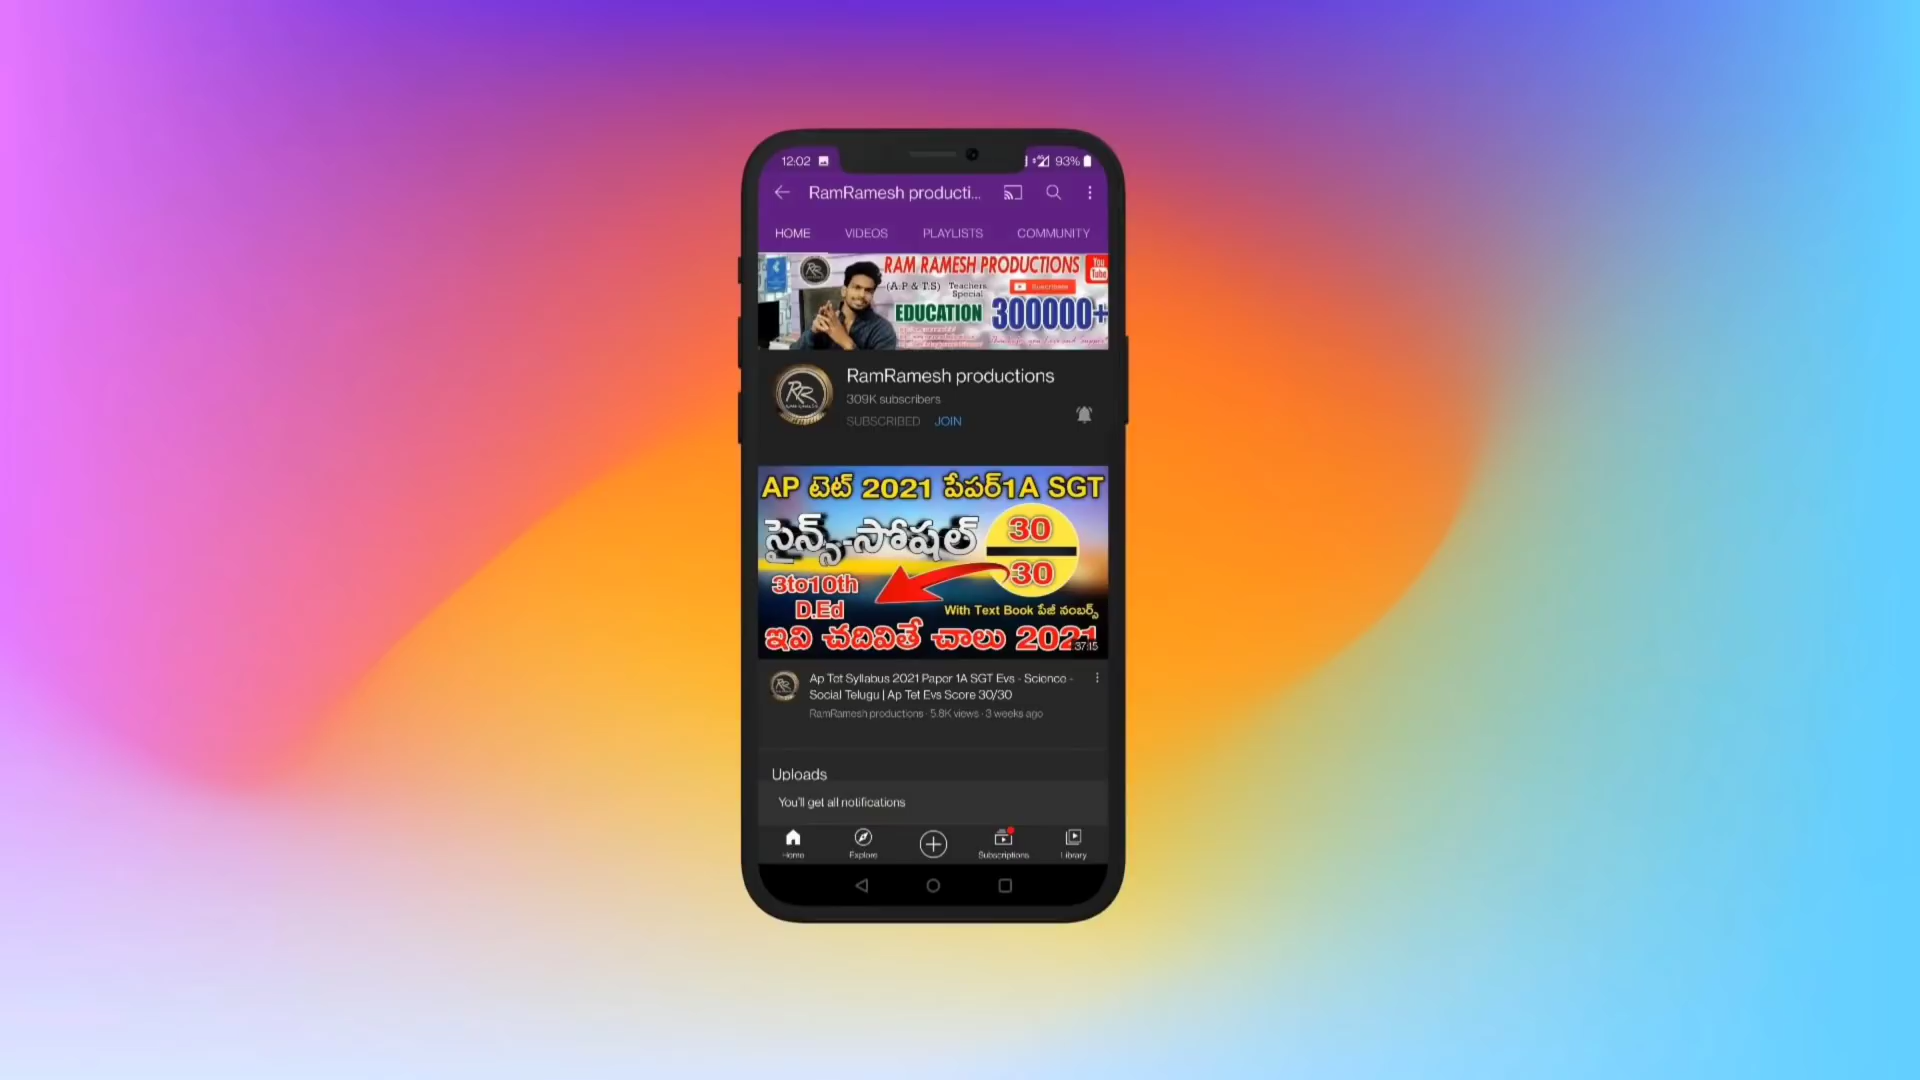 12:02 93%
RamRamesh producti...
HOME VIDEOS PLAYLISTS COMMUNITY
RAM RAMESH PRODUCTIONS
You
Tube
(A.P & T.S) Teachers
Special
EDUCATION 300000+
RamRamesh productions
309K subscribers
SUBSCRIBED JOIN
AP టెట్ 2021 పేపర్1A SGT
సైన్స్-సోషల్ 30
30
3to10th
D.Ed
With Text Book పేజీ నంబర్స్
ఇవి చదివితే చాలు 2021
37:15
Ap Tet Syllabus 2021 Paper 1A SGT Evs - Science -
Social Telugu | Ap Tet Evs Score 30/30
RamRamesh productions · 5.8K views · 3 weeks ago
Uploads
You'll get all notifications
Home Explore Subscriptions Library